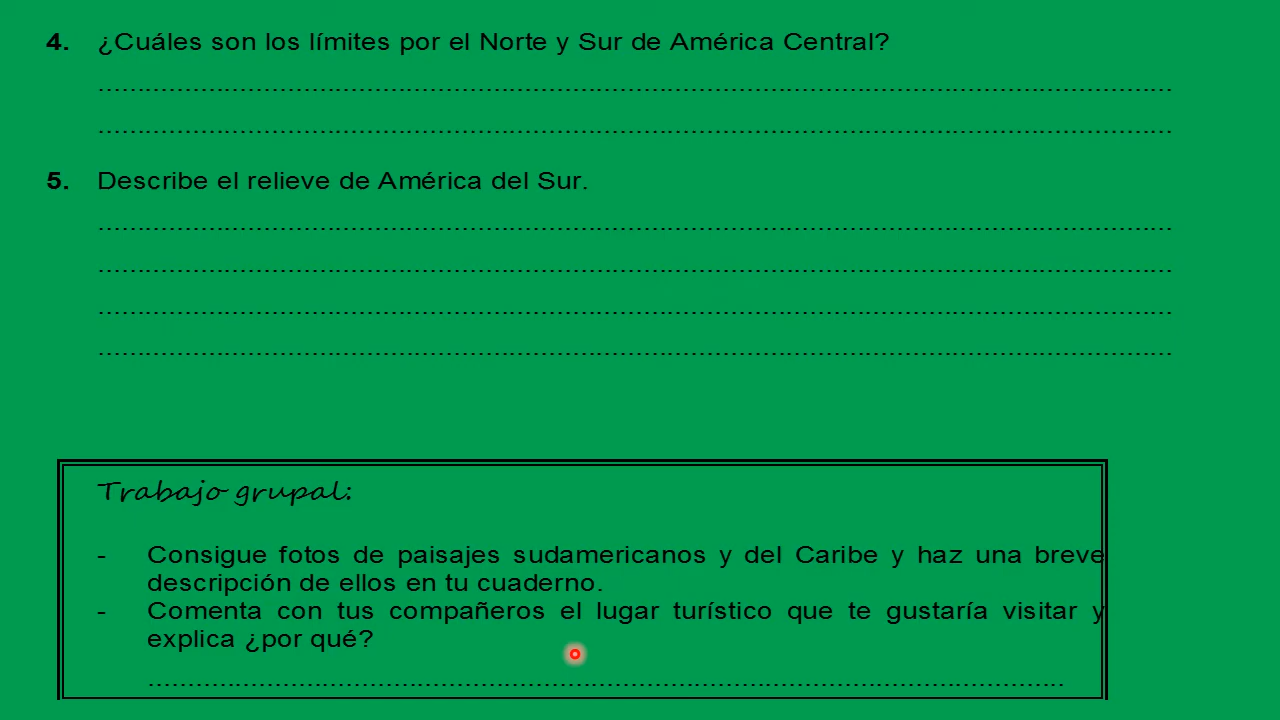 4. ¿Cuáles son los límites por el Norte y Sur de América Central?
........................................................................................................................................
........................................................................................................................................
5. Describe el relieve de América del Sur.
........................................................................................................................................
........................................................................................................................................
........................................................................................................................................
........................................................................................................................................
Trabajo grupal:
- Consigue fotos de paisajes sudamericanos y del Caribe y haz una breve
descripción de ellos en tu cuaderno.
- Comenta con tus compañeros el lugar turístico que te gustaría visitar y
explica ¿por qué?
....................................................................................................................